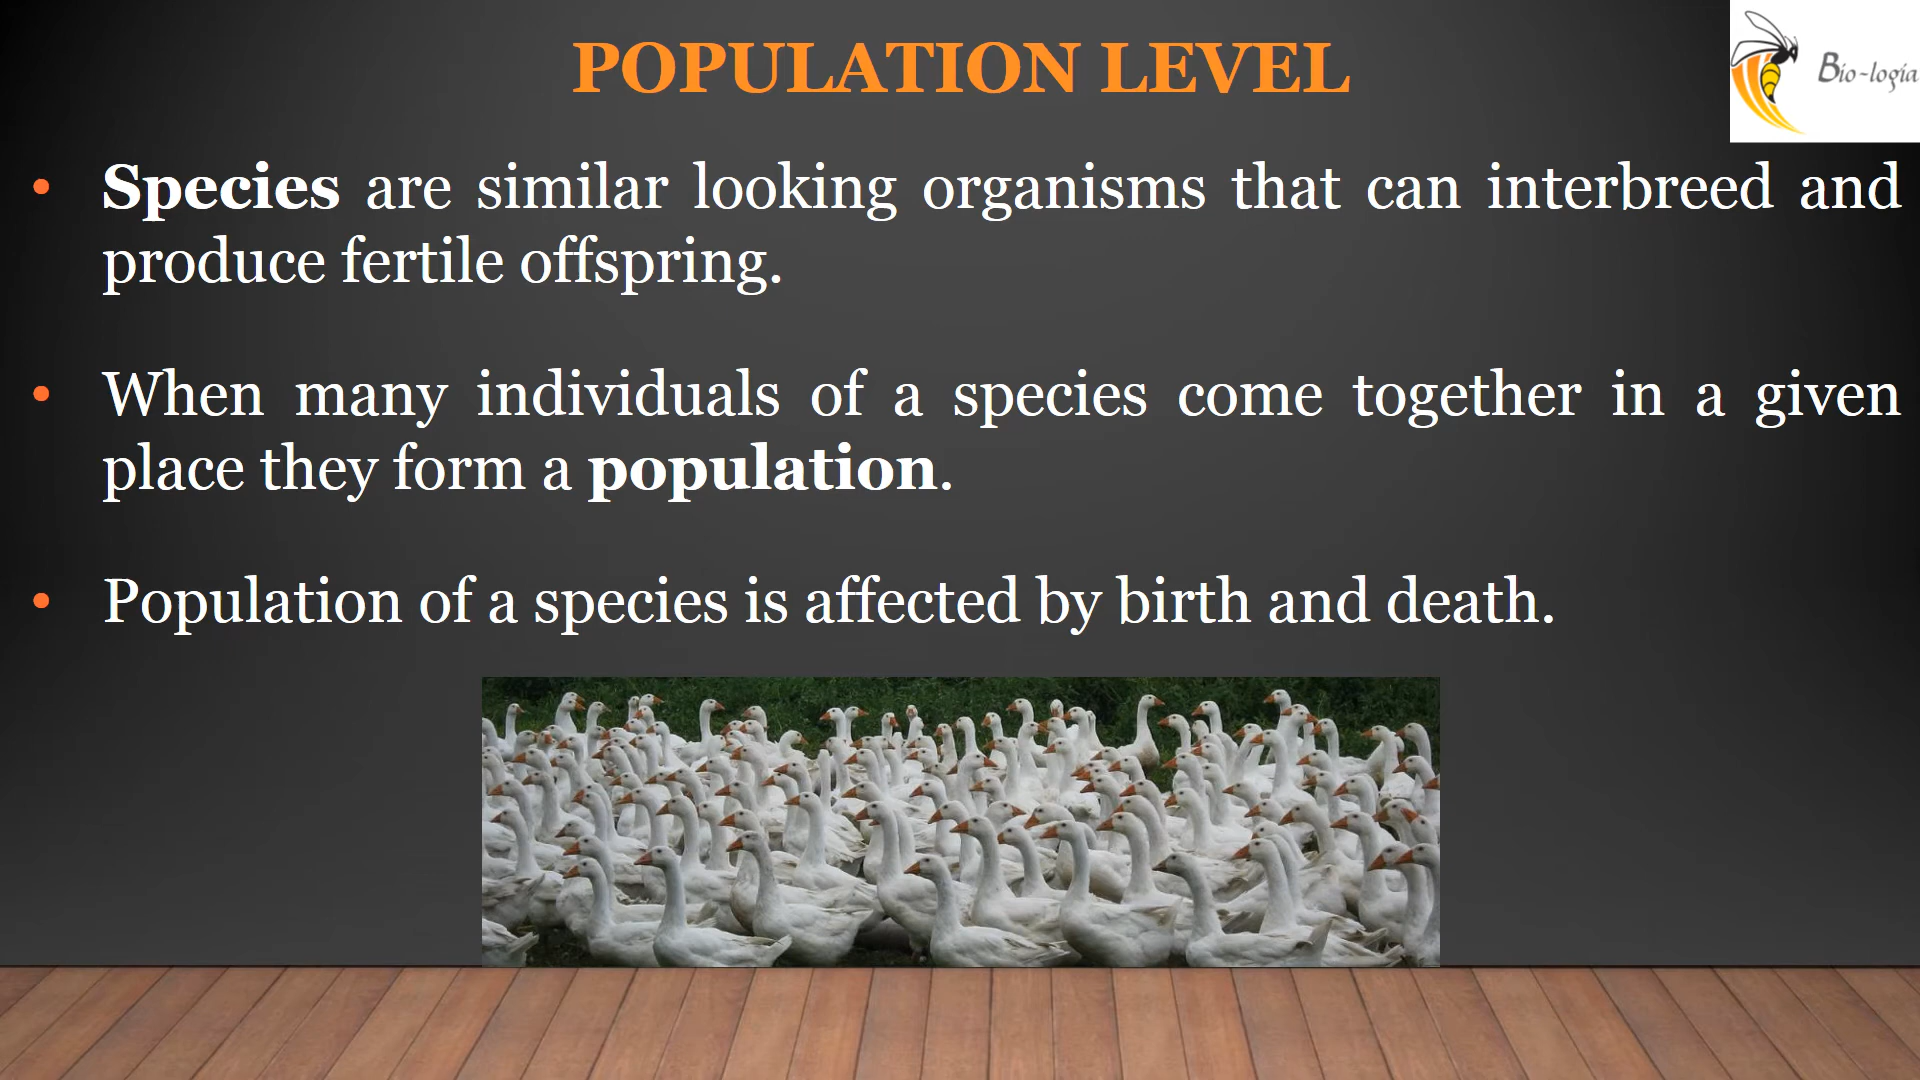 POPULATION LEVEL
Bio-logia
• Species are similar looking organisms that can interbreed and
produce fertile offspring.
• When many individuals of a species come together in a given
place they form a population.
• Population of a species is affected by birth and death.